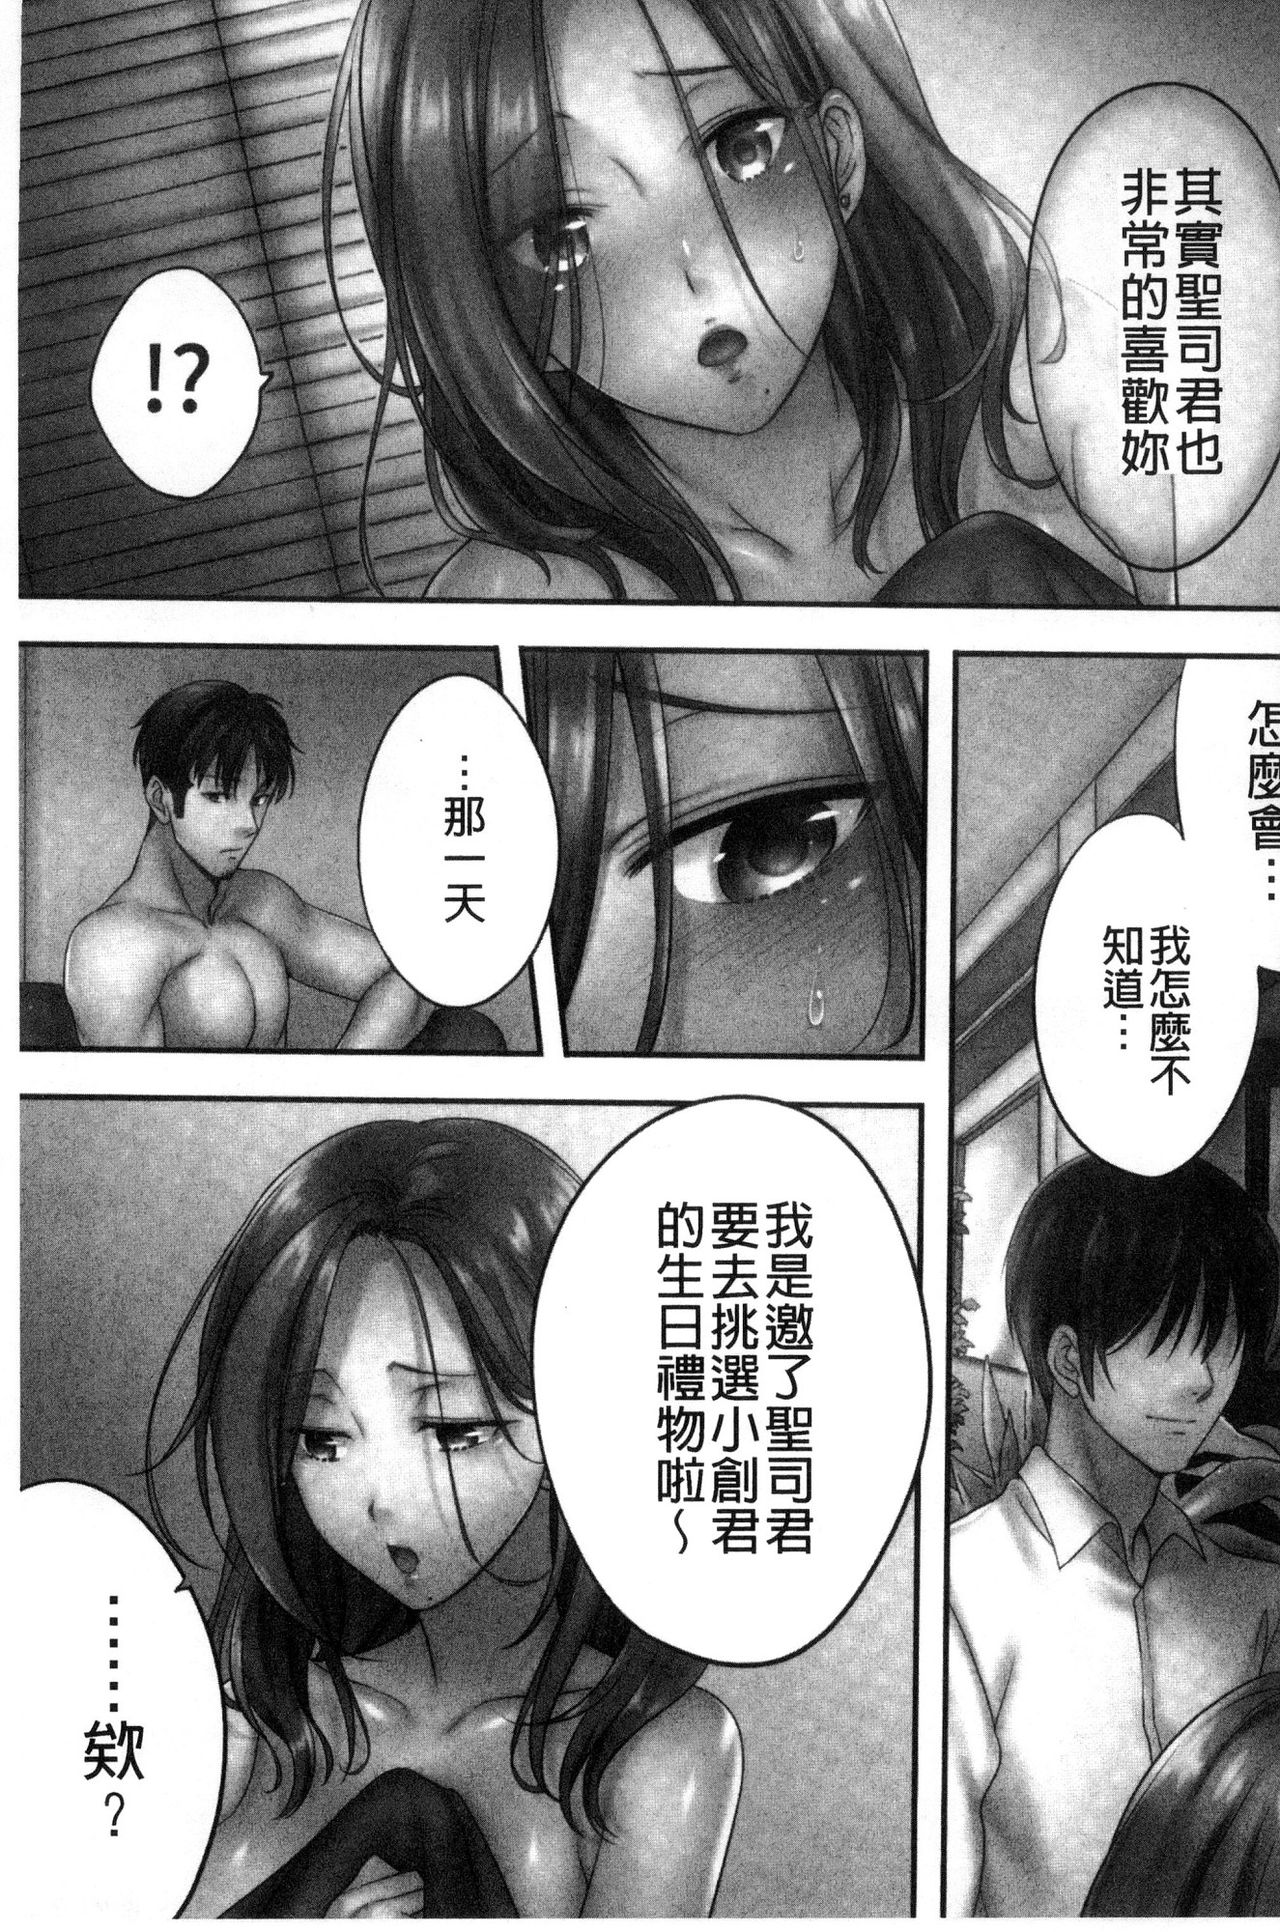 其實聖司君也
非常的喜歡妳
!?
怎麼會…
我怎麼不
知道…
…那一天
我是邀了聖司君
要去挑選小創君
的生日禮物啦～
……欸?